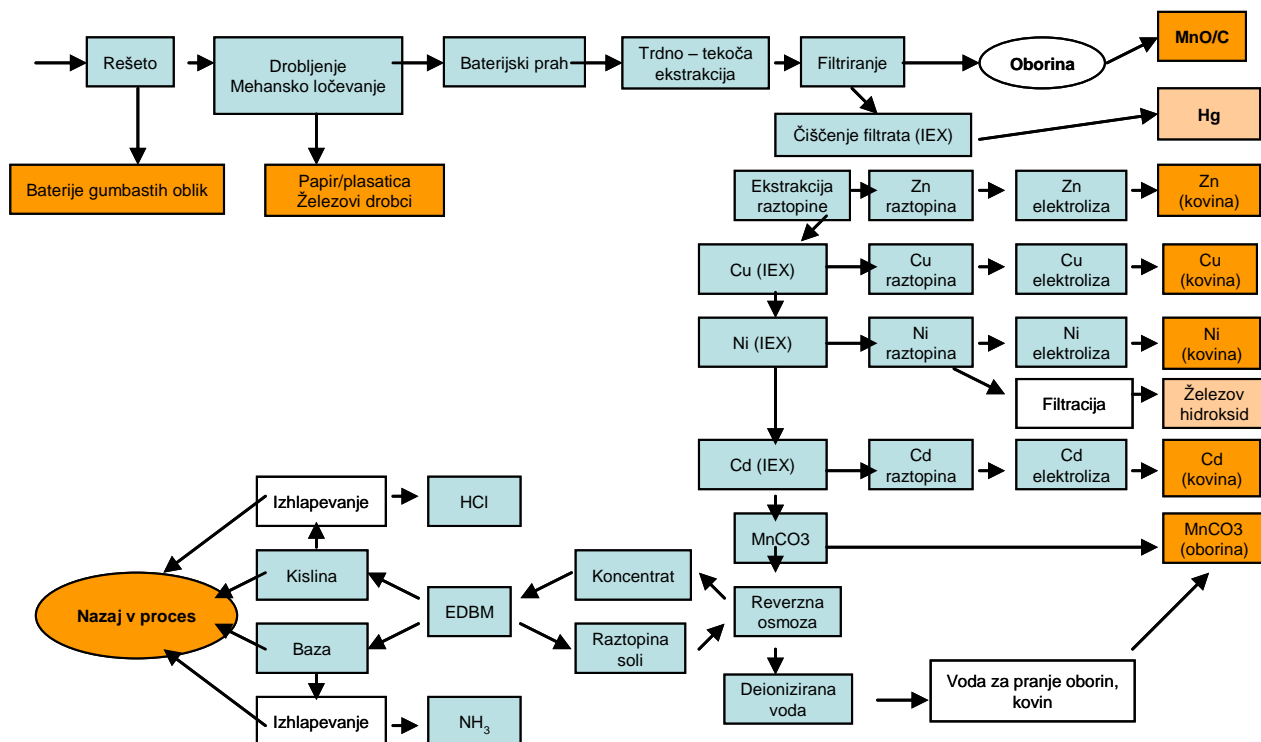 Rešeto
Drobljenje
Mehansko ločevanje
Baterijski prah
Trdno – tekoča
ekstrakcija
Filtriranje
Oborina
MnO/C
Čiščenje filtrata (IEX)
Hg
Baterije gumbastih oblik
Papir/plasatica
Železovi drobci
Ekstrakcija
raztopine
Zn
raztopina
Zn
elektroliza
Zn
(kovina)
Cu (IEX)
Cu
raztopina
Cu
elektroliza
Cu
(kovina)
Ni (IEX)
Ni
raztopina
Ni
elektroliza
Ni
(kovina)
Filtracija
Železov
hidroksid
Cd (IEX)
Cd
raztopina
Cd
elektroliza
Cd
(kovina)
Izhlapevanje
HCl
MnCO3
MnCO3
(oborina)
Kislina
Koncentrat
Nazaj v proces
EDBM
Reverzna
osmoza
Baza
Raztopina
soli
Deionizirana
voda
Voda za pranje oborin,
kovin
Izhlapevanje
NH₃